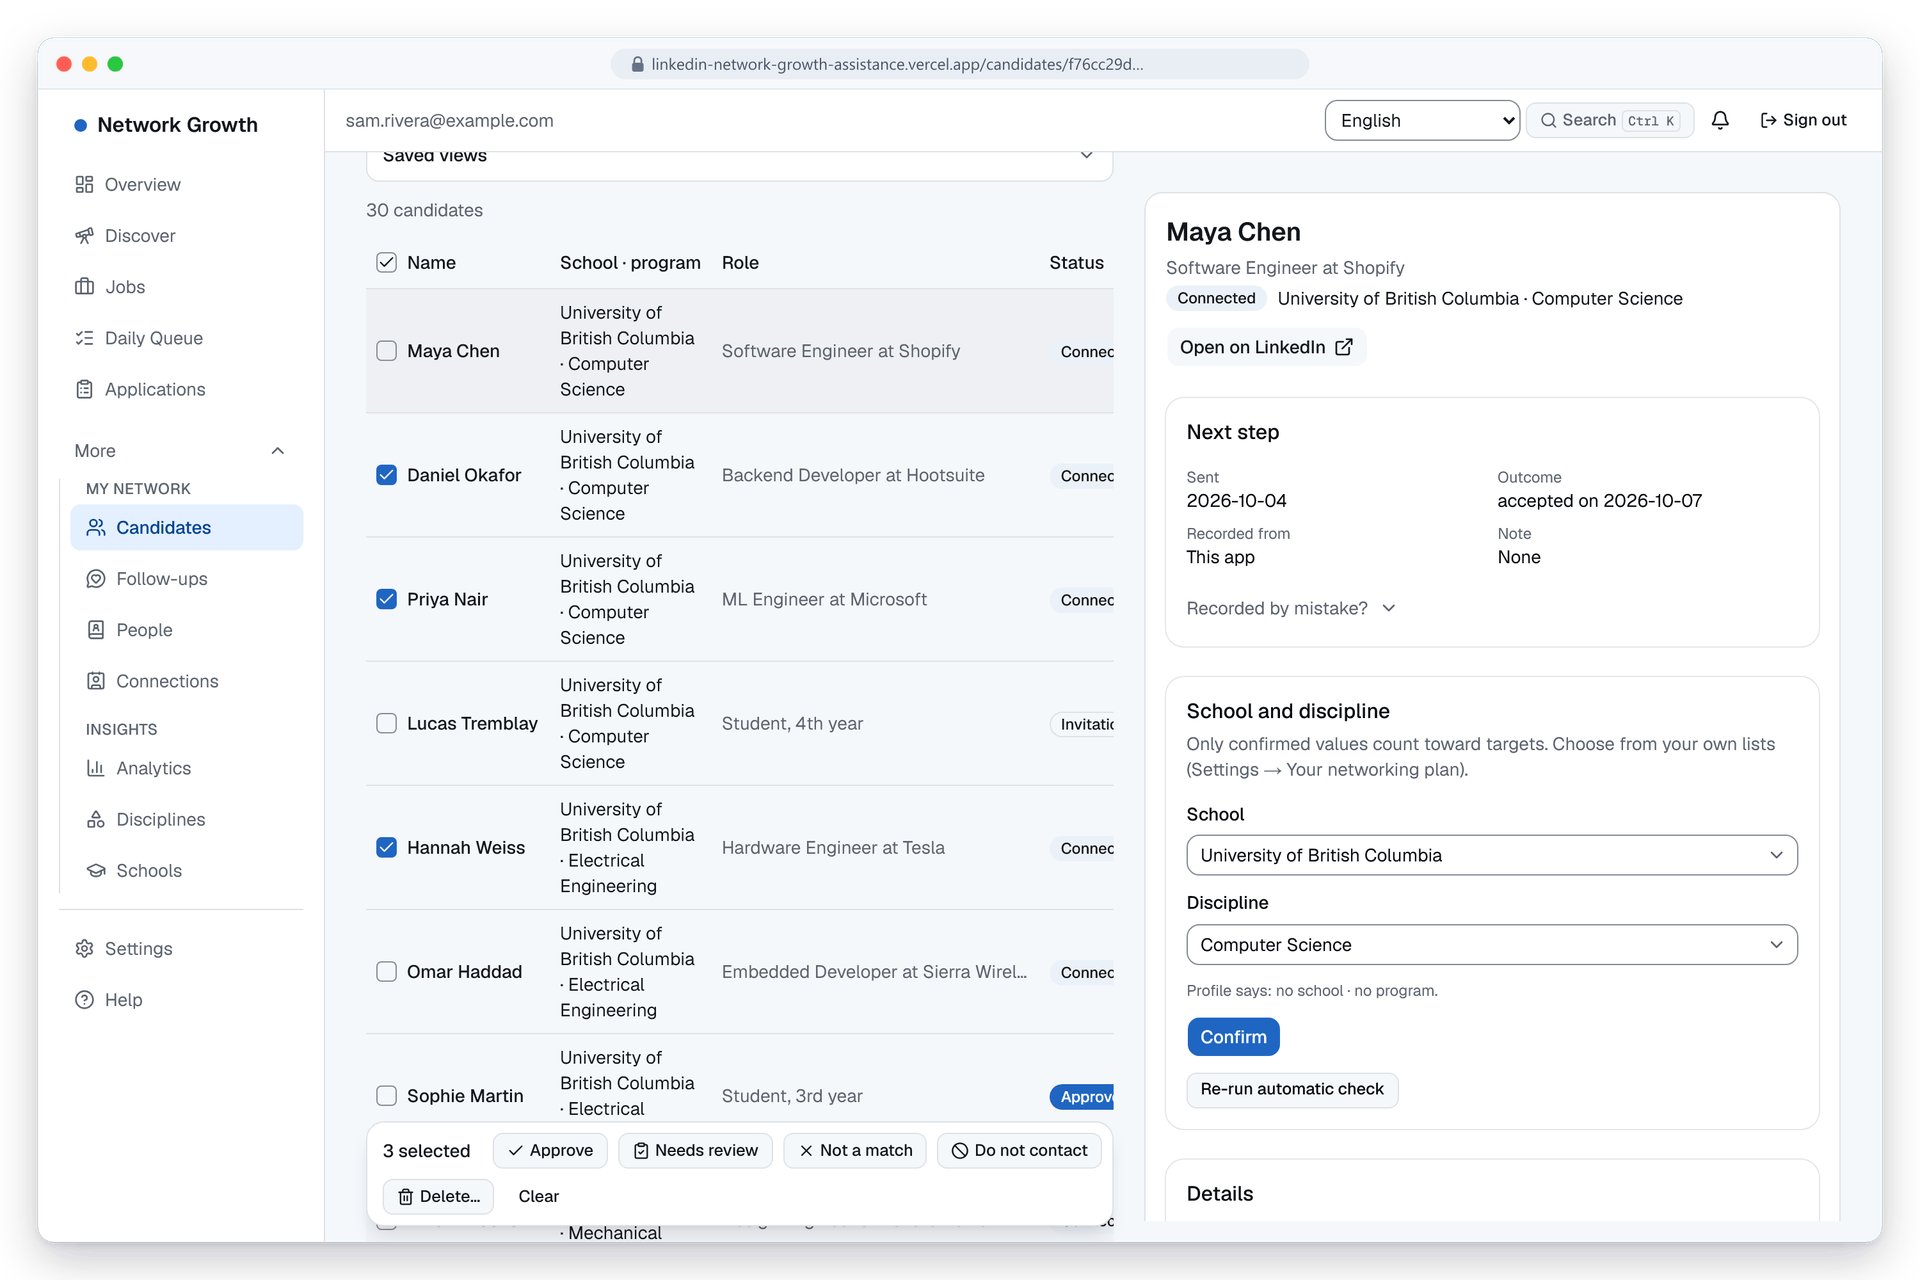 linkedin-network-growth-assistance.vercel.app/candidates/f76cc29d...
Network Growth
sam.rivera@example.com
English
Search Ctrl K
Sign out
Overview
Discover
Jobs
Daily Queue
Applications
More
MY NETWORK
Candidates
Follow-ups
People
Connections
INSIGHTS
Analytics
Disciplines
Schools
Settings
Help
Saved views
30 candidates
Name School · program Role Status
University of
British Columbia
· Computer
Science
Maya Chen Software Engineer at Shopify Connec
University of
British Columbia
· Computer
Science
Daniel Okafor Backend Developer at Hootsuite Connec
University of
British Columbia
· Computer
Science
Priya Nair ML Engineer at Microsoft Connec
University of
British Columbia
· Computer
Science
Lucas Tremblay Student, 4th year Invitatio
University of
British Columbia
· Electrical
Engineering
Hannah Weiss Hardware Engineer at Tesla Connec
University of
British Columbia
· Electrical
Engineering
Omar Haddad Embedded Developer at Sierra Wirel... Connec
University of
British Columbia
· Electrical
Sophie Martin Student, 3rd year Approve
3 selected Approve Needs review Not a match Do not contact
Delete... Clear
· Mechanical
Maya Chen
Software Engineer at Shopify
Connected University of British Columbia · Computer Science
Open on LinkedIn
Next step
Sent Outcome
2026-10-04 accepted on 2026-10-07
Recorded from Note
This app None
Recorded by mistake?
School and discipline
Only confirmed values count toward targets. Choose from your own lists
(Settings → Your networking plan).
School
University of British Columbia
Discipline
Computer Science
Profile says: no school · no program.
Confirm
Re-run automatic check
Details